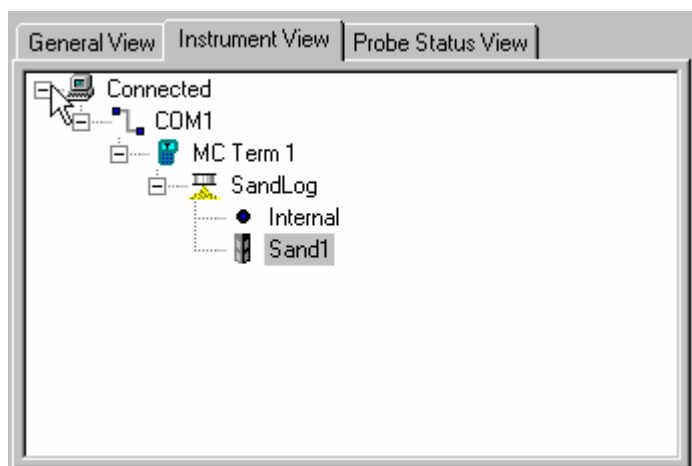 General View Instrument View Probe Status View
Connected
COM1
MC Term 1
SandLog
Internal
Sand1